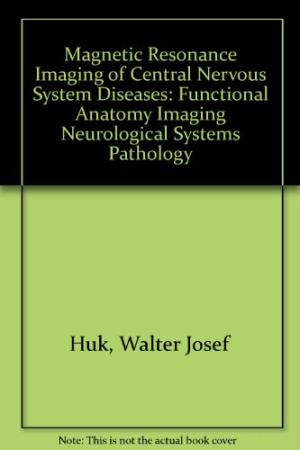 Magnetic Resonance
Imaging of Central Nervous
System Diseases: Functional
Anatomy Imaging
Neurological Systems
Pathology
Huk, Walter Josef
Note: This is not the actual book cover